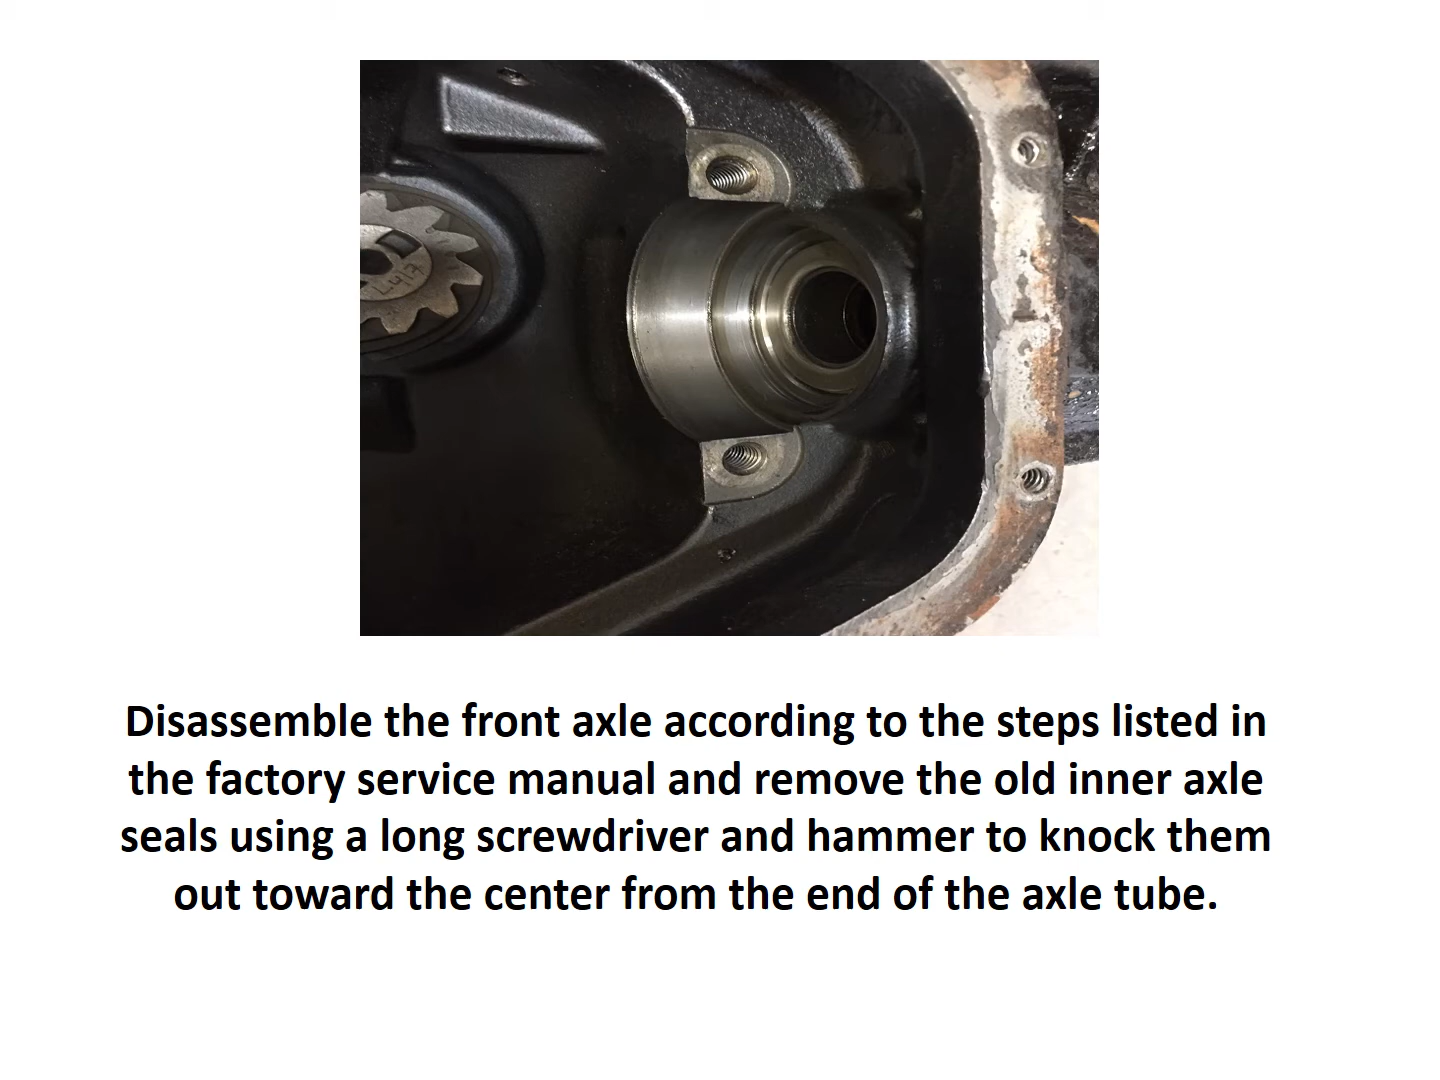 Disassemble the front axle according to the steps listed in
the factory service manual and remove the old inner axle
seals using a long screwdriver and hammer to knock them
out toward the center from the end of the axle tube.